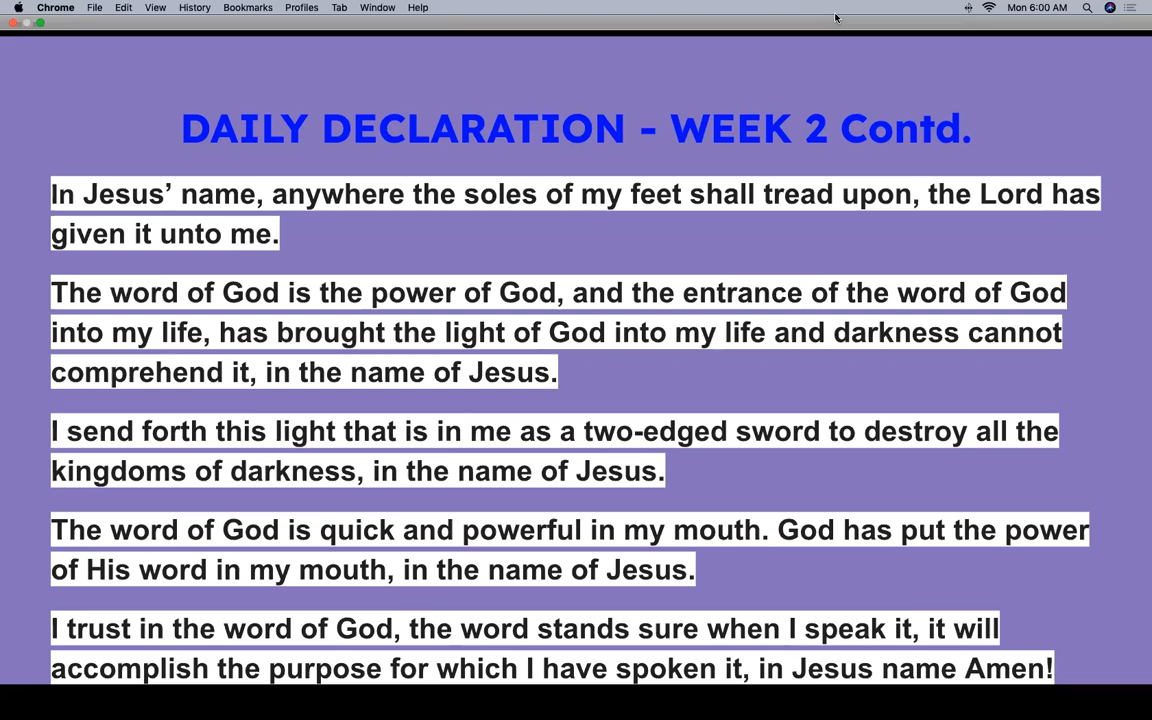 Chrome File Edit View History Bookmarks Profiles Tab Window Help Mon 6:00 AM
DAILY DECLARATION - WEEK 2 Contd.
In Jesus’ name, anywhere the soles of my feet shall tread upon, the Lord has
given it unto me.
The word of God is the power of God, and the entrance of the word of God
into my life, has brought the light of God into my life and darkness cannot
comprehend it, in the name of Jesus.
I send forth this light that is in me as a two-edged sword to destroy all the
kingdoms of darkness, in the name of Jesus.
The word of God is quick and powerful in my mouth. God has put the power
of His word in my mouth, in the name of Jesus.
I trust in the word of God, the word stands sure when I speak it, it will
accomplish the purpose for which I have spoken it, in Jesus name Amen!